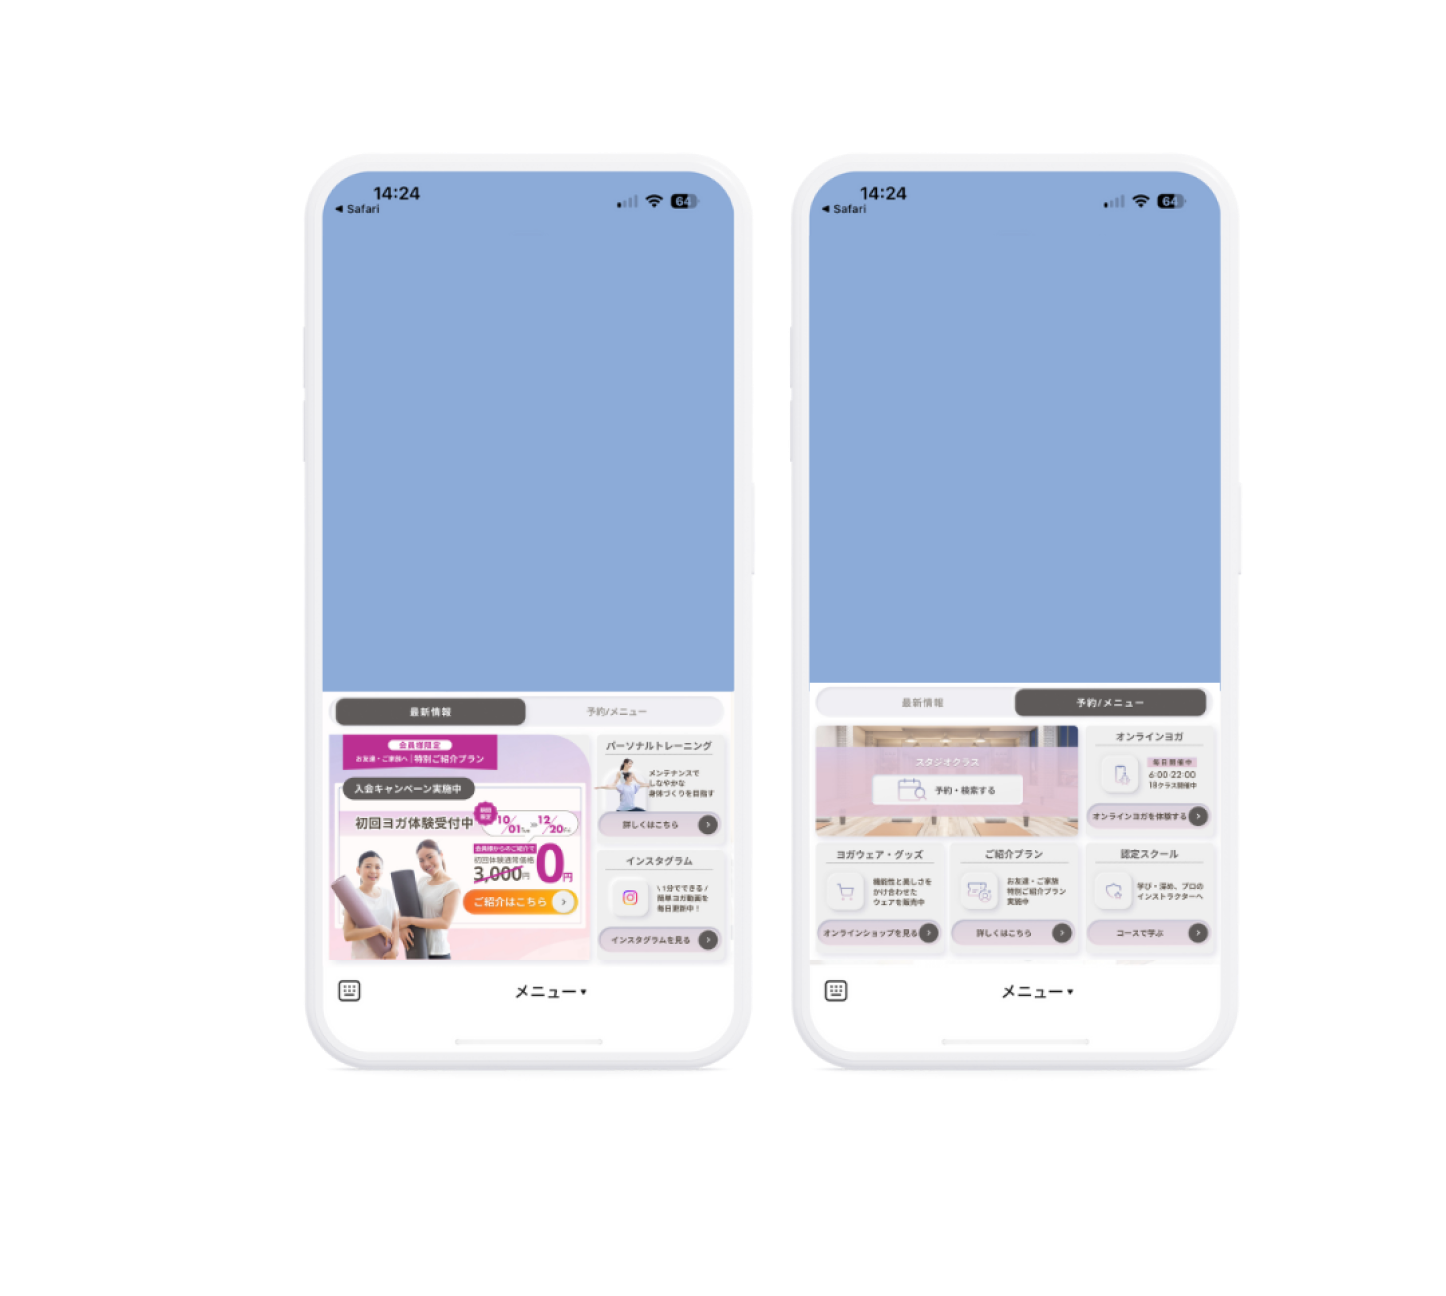 14:24
◀ Safari
64
最新情報
予約/メニュー
会員様限定
お友達・ご家族へ｜特別ご紹介プラン
入会キャンペーン実施中
初回ヨガ体験受付中
10/01
12/20
会員様からのご紹介で
初回体験通常価格
3,000円
0円
ご紹介はこちら
パーソナルトレーニング
メンテナンスで
しなやかな
身体づくりを目指す
詳しくはこちら
インスタグラム
\ 1分でできる /
簡単ヨガ動画を
毎日更新中！
インスタグラムを見る
メニュー ▾
14:24
◀ Safari
64
最新情報
予約/メニュー
スタジオクラス
予約・検索する
オンラインヨガ
毎日開催中
6:00-22:00
18クラス開催中
オンラインヨガを体験する
ヨガウェア・グッズ
機能性と美しさを
かけ合わせた
ウェアを販売中
オンラインショップを見る
ご紹介プラン
お友達・ご家族
特別ご紹介プラン
実施中
詳しくはこちら
認定スクール
学び・深め、プロの
インストラクターへ
コースで学ぶ
メニュー ▾